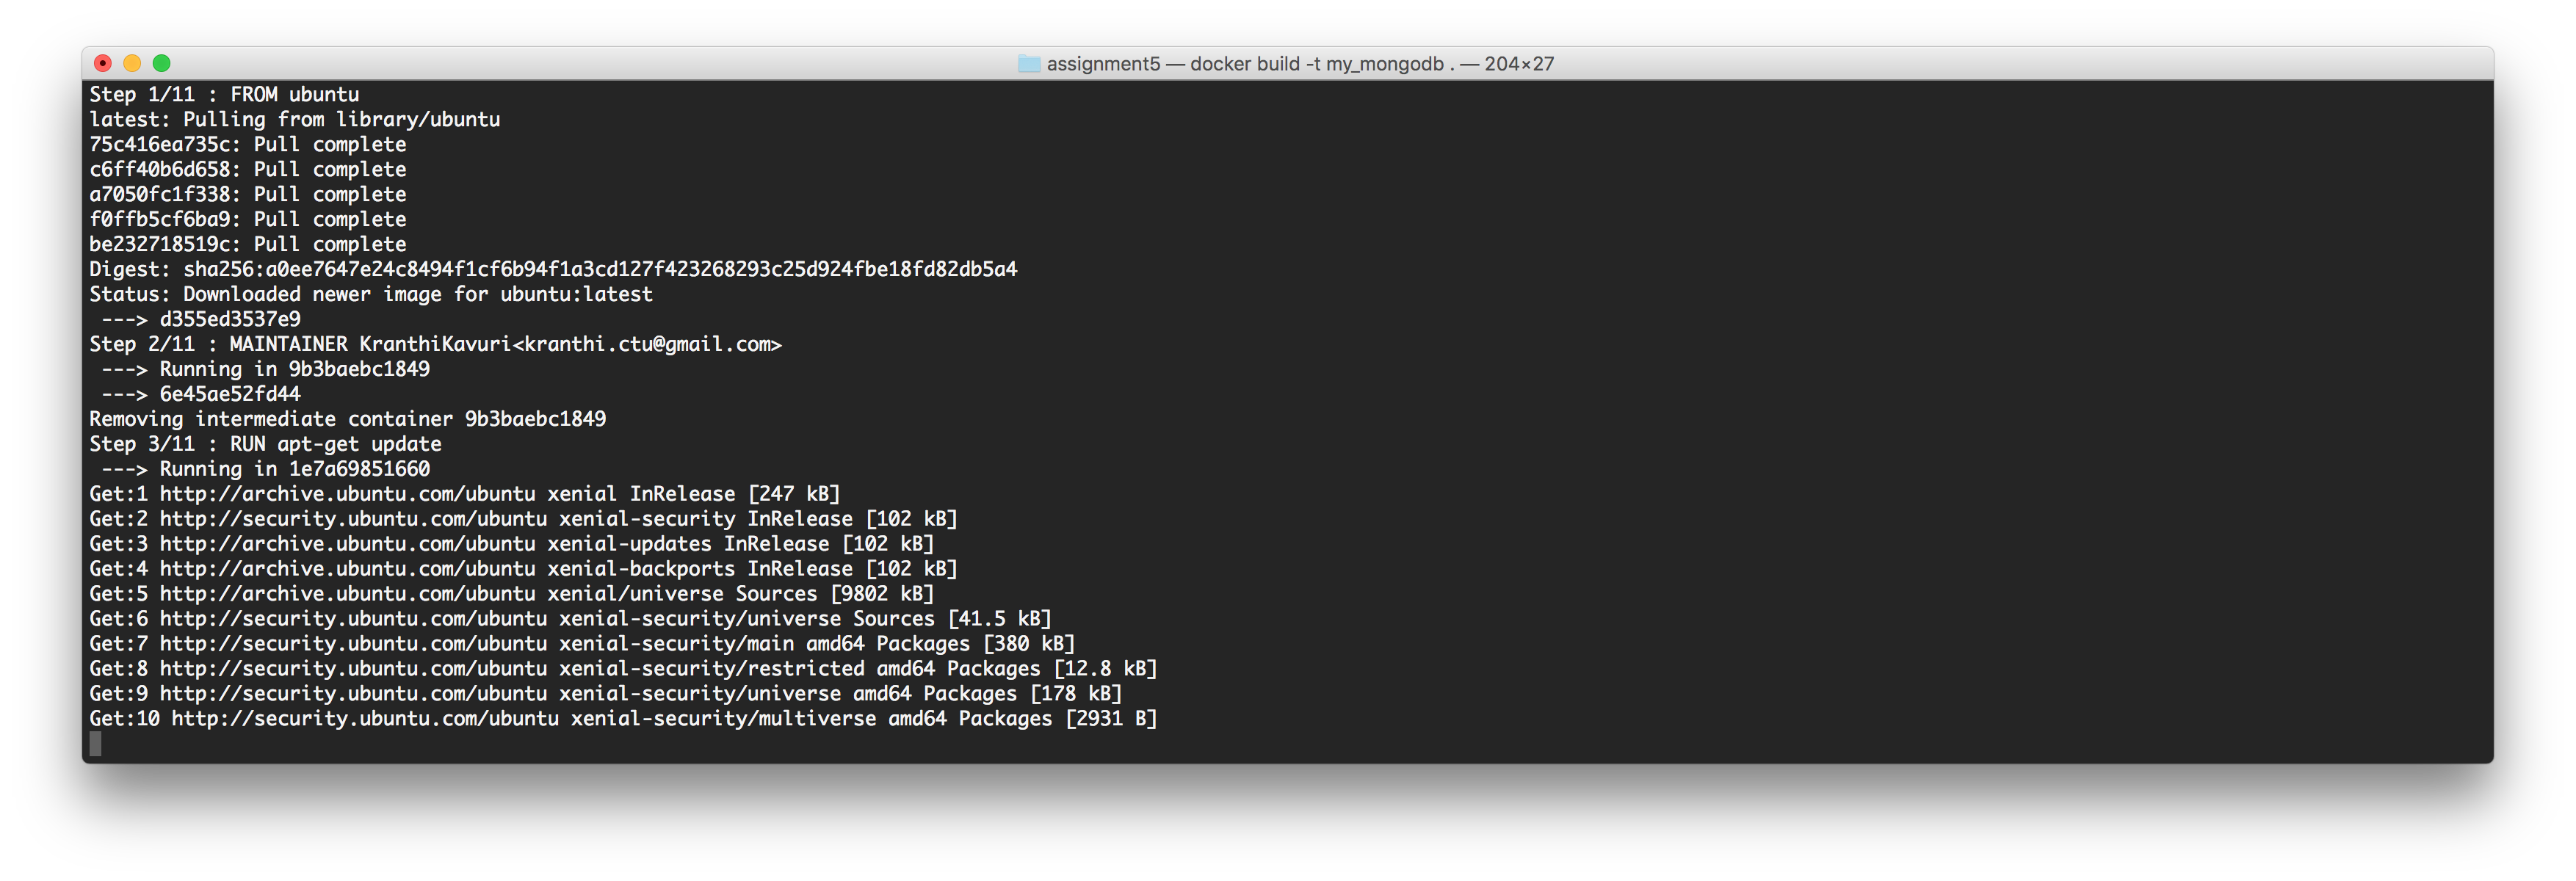 assignment5 — docker build -t my_mongodb . — 204×27
Step 1/11 : FROM ubuntu
latest: Pulling from library/ubuntu
75c416ea735c: Pull complete
c6ff40b6d658: Pull complete
a7050fc1f338: Pull complete
f0ffb5cf6ba9: Pull complete
be232718519c: Pull complete
Digest: sha256:a0ee7647e24c8494f1cf6b94f1a3cd127f423268293c25d924fbe18fd82db5a4
Status: Downloaded newer image for ubuntu:latest
 ---> d355ed3537e9
Step 2/11 : MAINTAINER KranthiKavuri<kranthi.ctu@gmail.com>
 ---> Running in 9b3baebc1849
 ---> 6e45ae52fd44
Removing intermediate container 9b3baebc1849
Step 3/11 : RUN apt-get update
 ---> Running in 1e7a69851660
Get:1 http://archive.ubuntu.com/ubuntu xenial InRelease [247 kB]
Get:2 http://security.ubuntu.com/ubuntu xenial-security InRelease [102 kB]
Get:3 http://archive.ubuntu.com/ubuntu xenial-updates InRelease [102 kB]
Get:4 http://archive.ubuntu.com/ubuntu xenial-backports InRelease [102 kB]
Get:5 http://archive.ubuntu.com/ubuntu xenial/universe Sources [9802 kB]
Get:6 http://security.ubuntu.com/ubuntu xenial-security/universe Sources [41.5 kB]
Get:7 http://security.ubuntu.com/ubuntu xenial-security/main amd64 Packages [380 kB]
Get:8 http://security.ubuntu.com/ubuntu xenial-security/restricted amd64 Packages [12.8 kB]
Get:9 http://security.ubuntu.com/ubuntu xenial-security/universe amd64 Packages [178 kB]
Get:10 http://security.ubuntu.com/ubuntu xenial-security/multiverse amd64 Packages [2931 B]